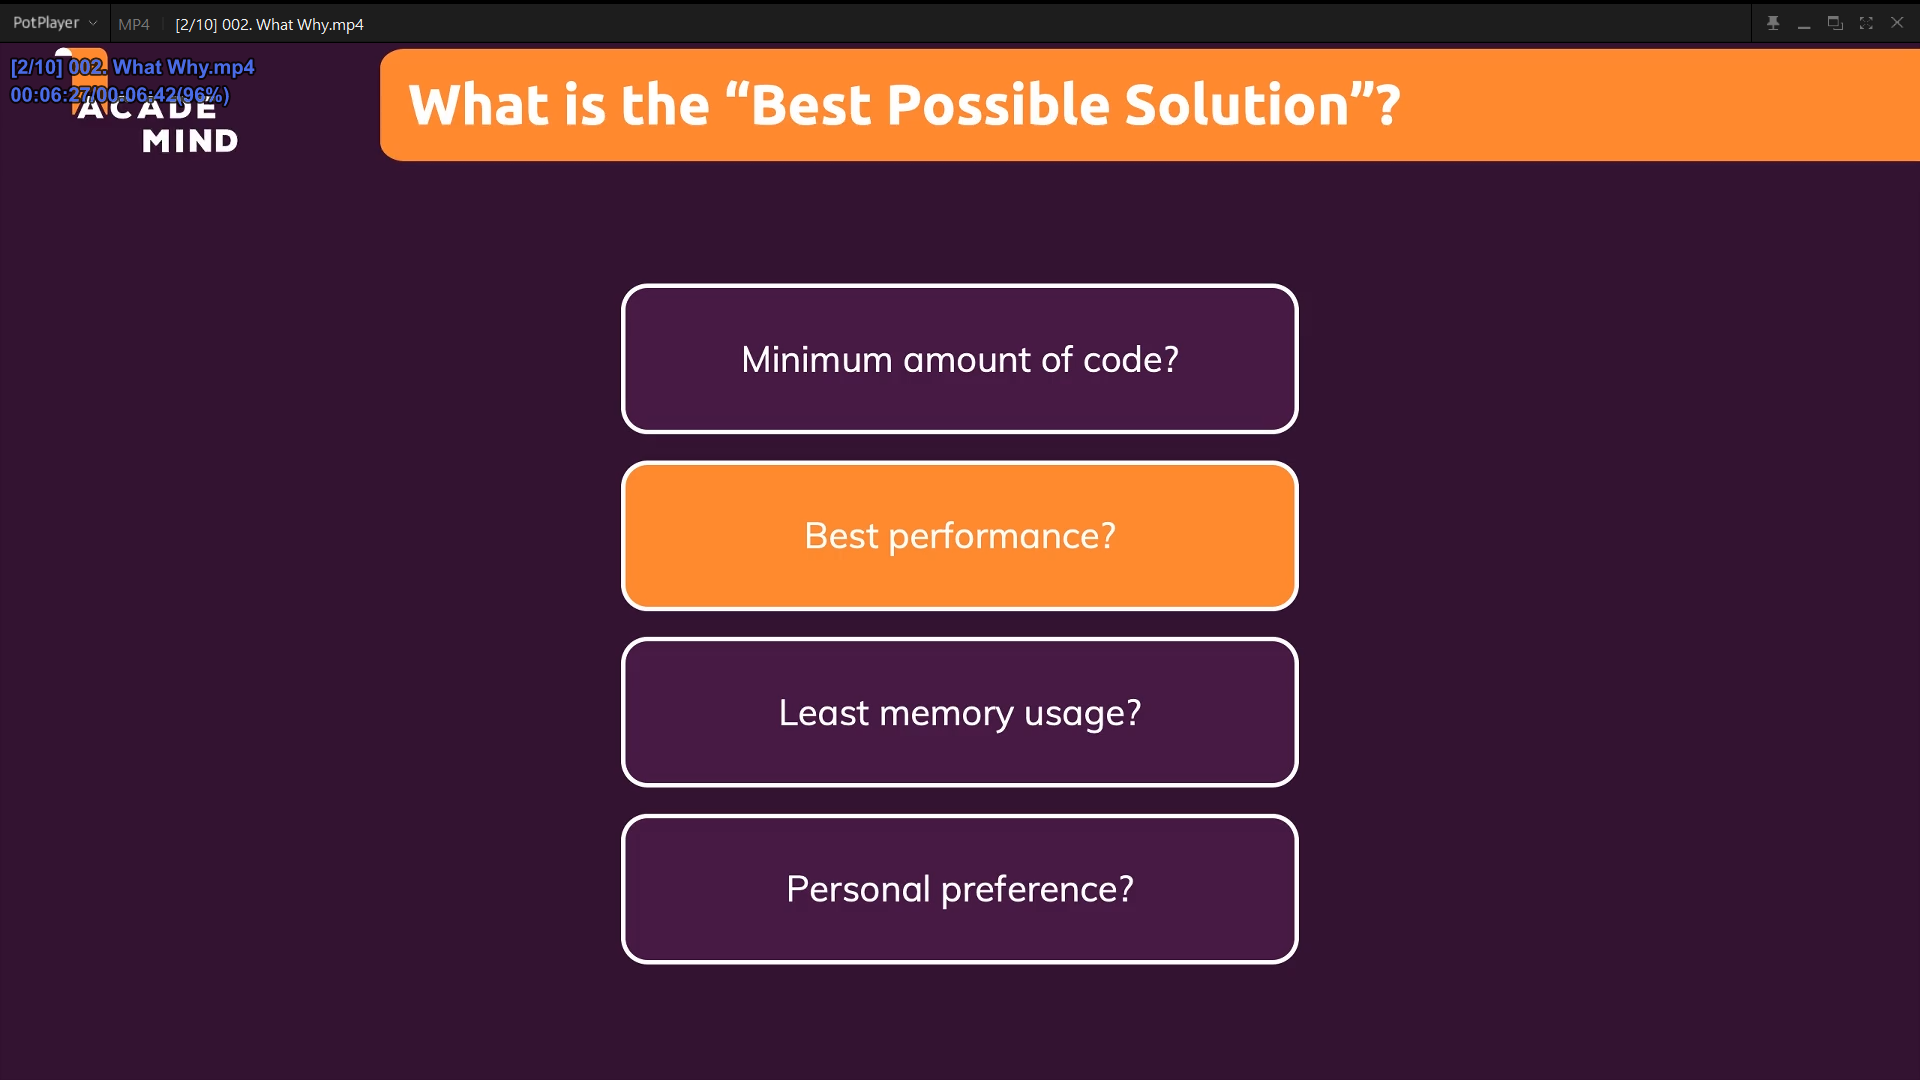 PotPlayer MP4 [2/10] 002. What Why.mp4
[2/10] 002. What Why.mp4
00:06:27/00:06:42(96%)
ACADE
MIND
What is the “Best Possible Solution”?
Minimum amount of code?
Best performance?
Least memory usage?
Personal preference?